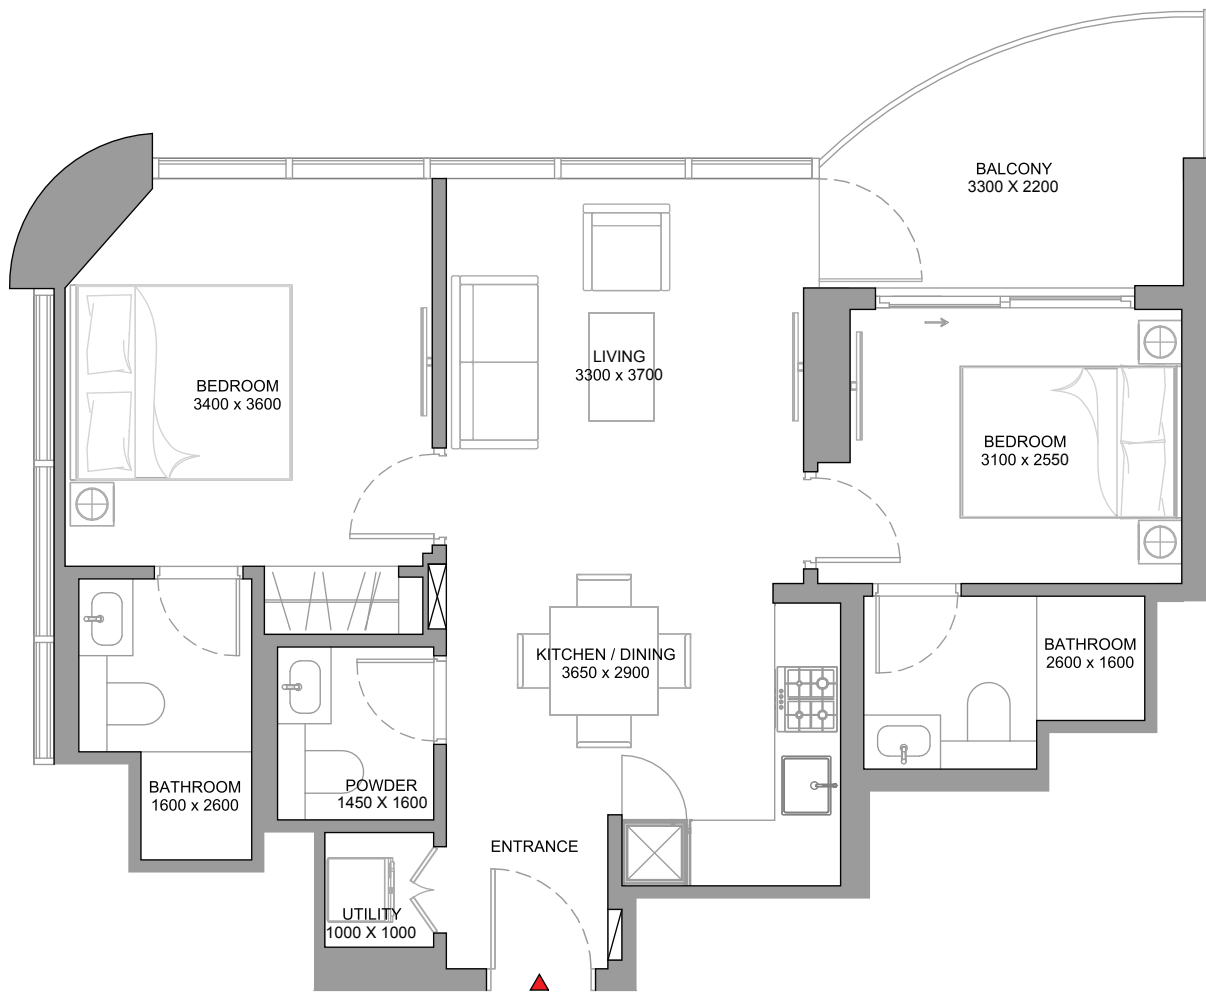 BALCONY
3300 X 2200
LIVING
3300 x 3700
BEDROOM
3400 x 3600
BEDROOM
3100 x 2550
KITCHEN / DINING
3650 x 2900
BATHROOM
2600 x 1600
BATHROOM
1600 x 2600
POWDER
1450 X 1600
ENTRANCE
UTILITY
1000 X 1000